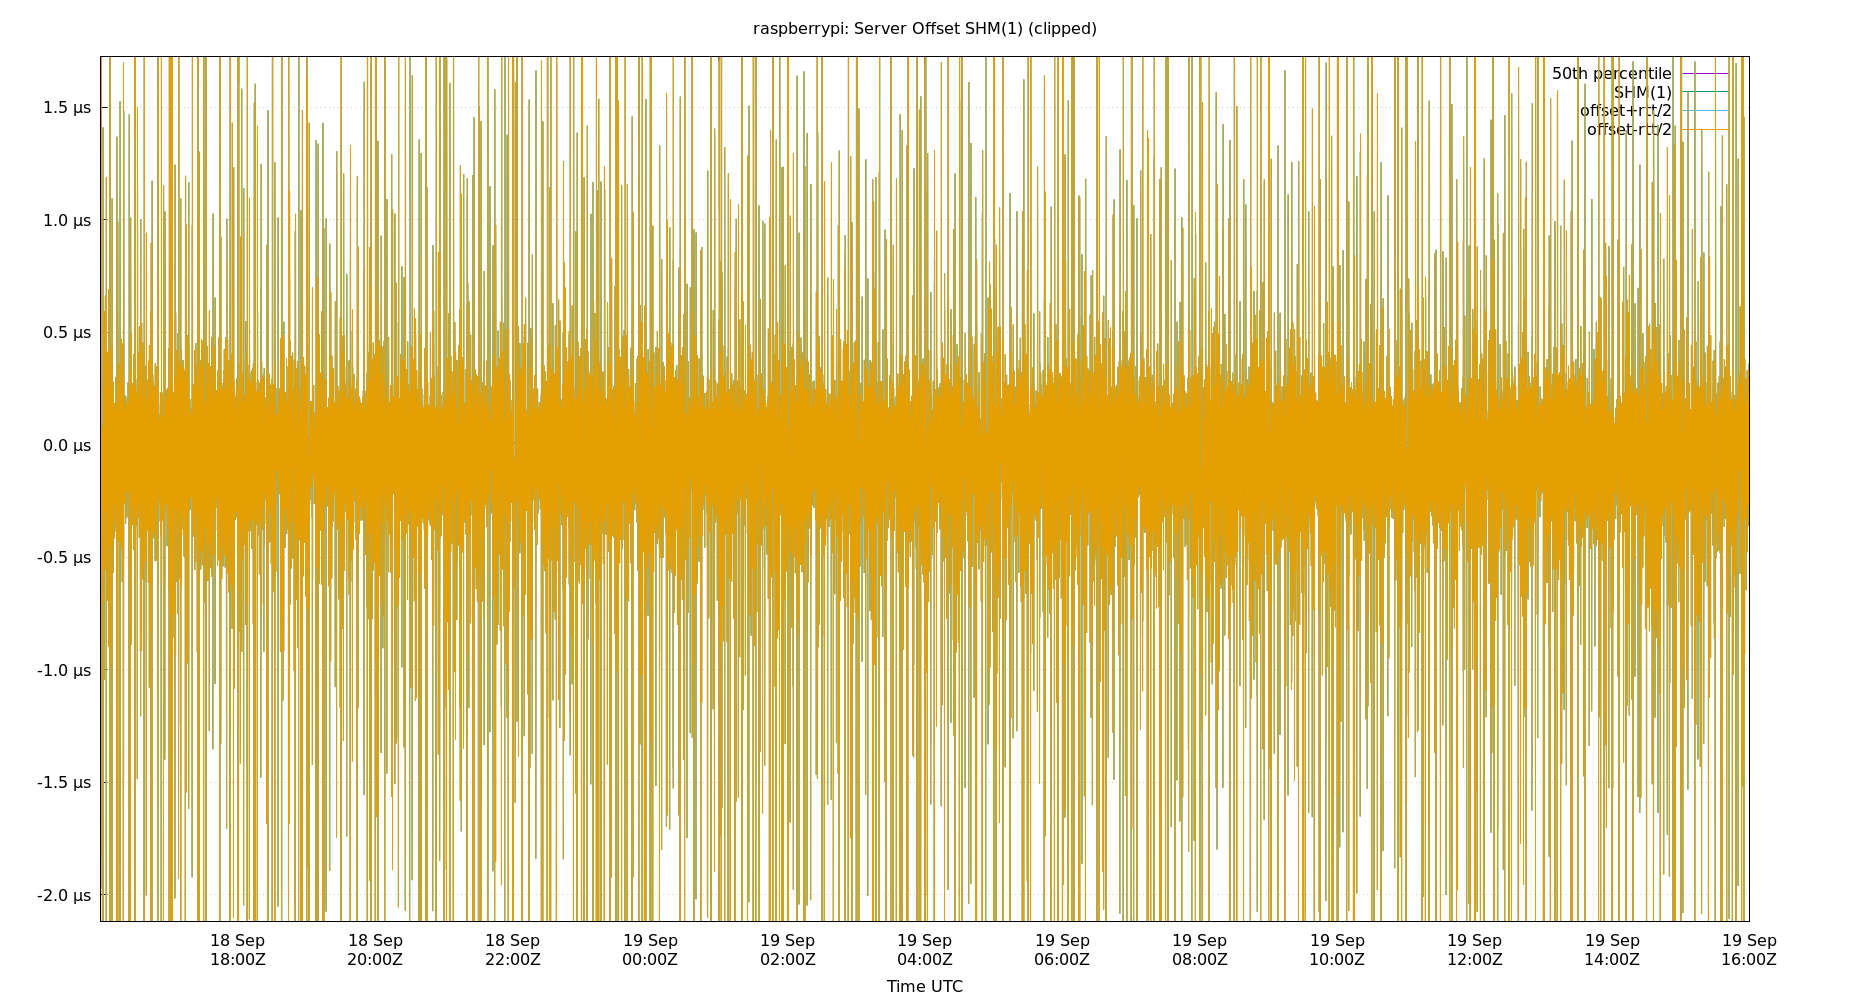 raspberrypi: Server Offset SHM(1) (clipped)
50th percentile
SHM(1)
offset+rtt/2
offset-rtt/2
1.5 µs
1.0 µs
0.5 µs
0.0 µs
-0.5 µs
-1.0 µs
-1.5 µs
-2.0 µs
18 Sep 18 Sep 18 Sep 19 Sep 19 Sep 19 Sep 19 Sep 19 Sep 19 Sep 19 Sep 19 Sep 19 Sep
18:00Z 20:00Z 22:00Z 00:00Z 02:00Z 04:00Z 06:00Z 08:00Z 10:00Z 12:00Z 14:00Z 16:00Z
Time UTC